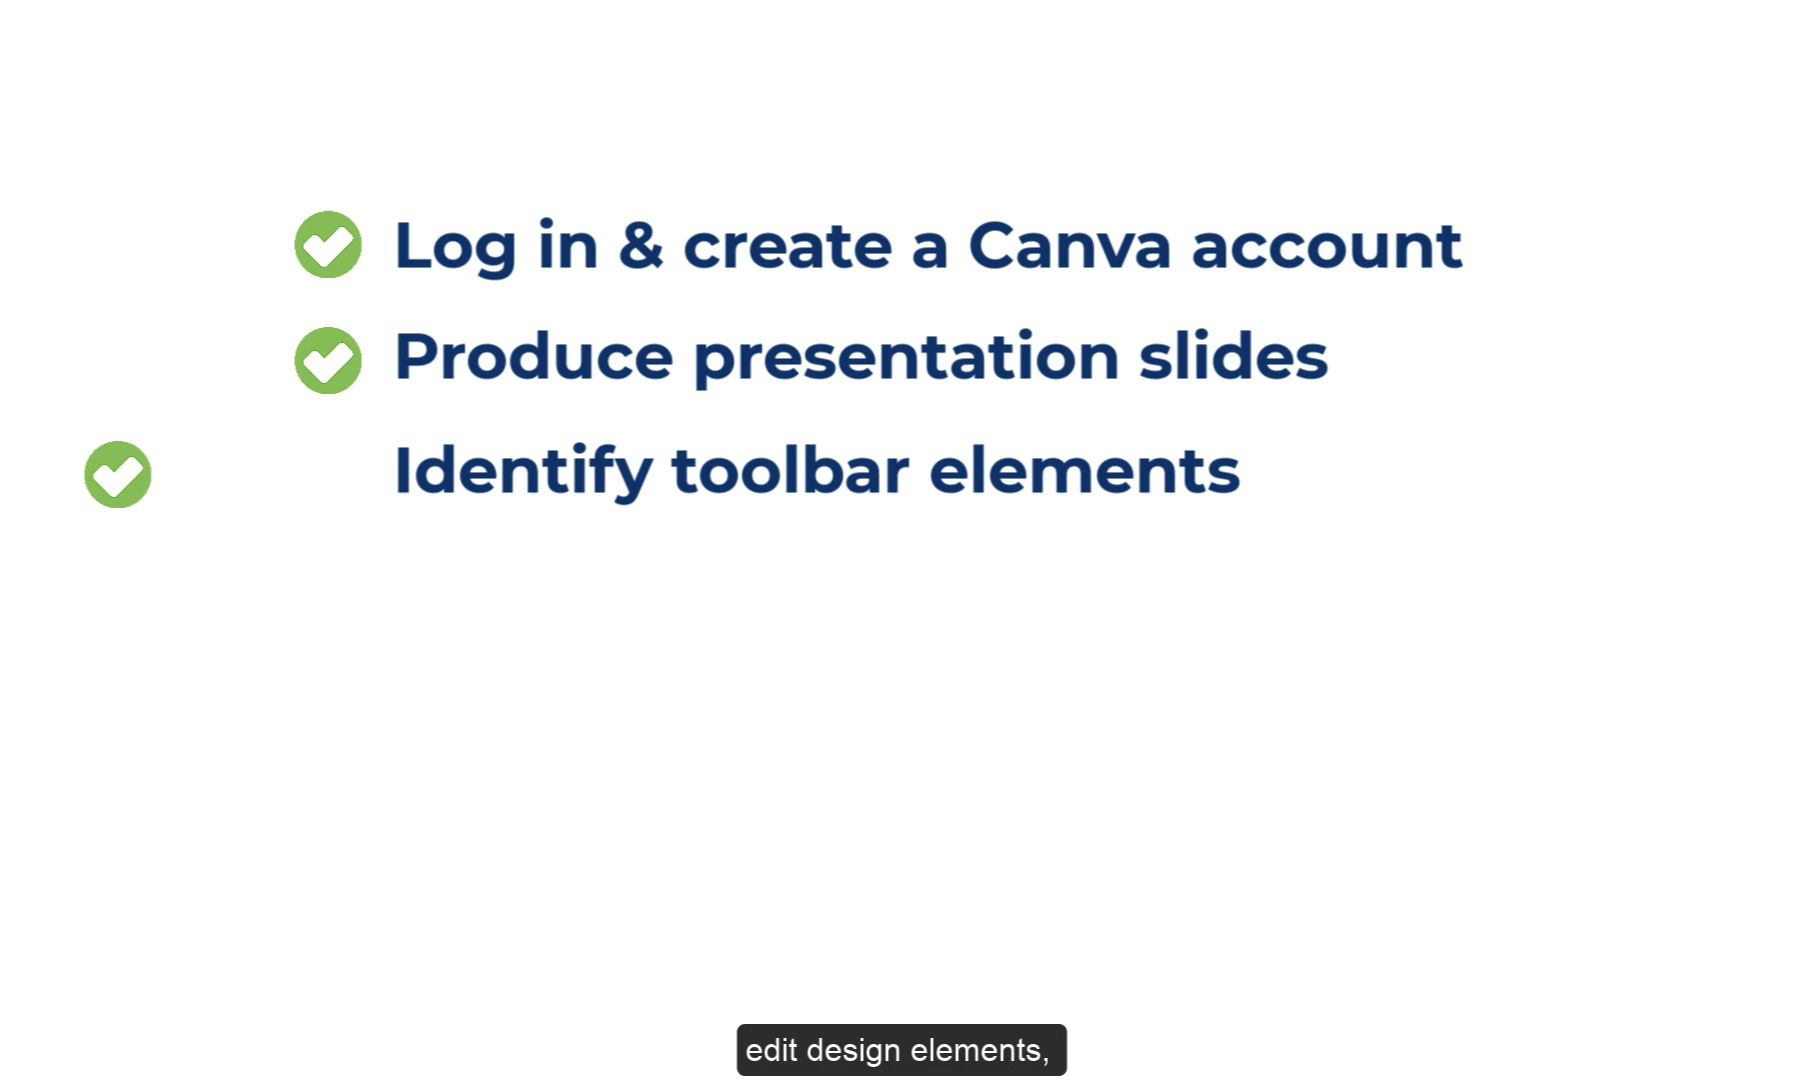 Log in & create a Canva account
Produce presentation slides
Identify toolbar elements
edit design elements,